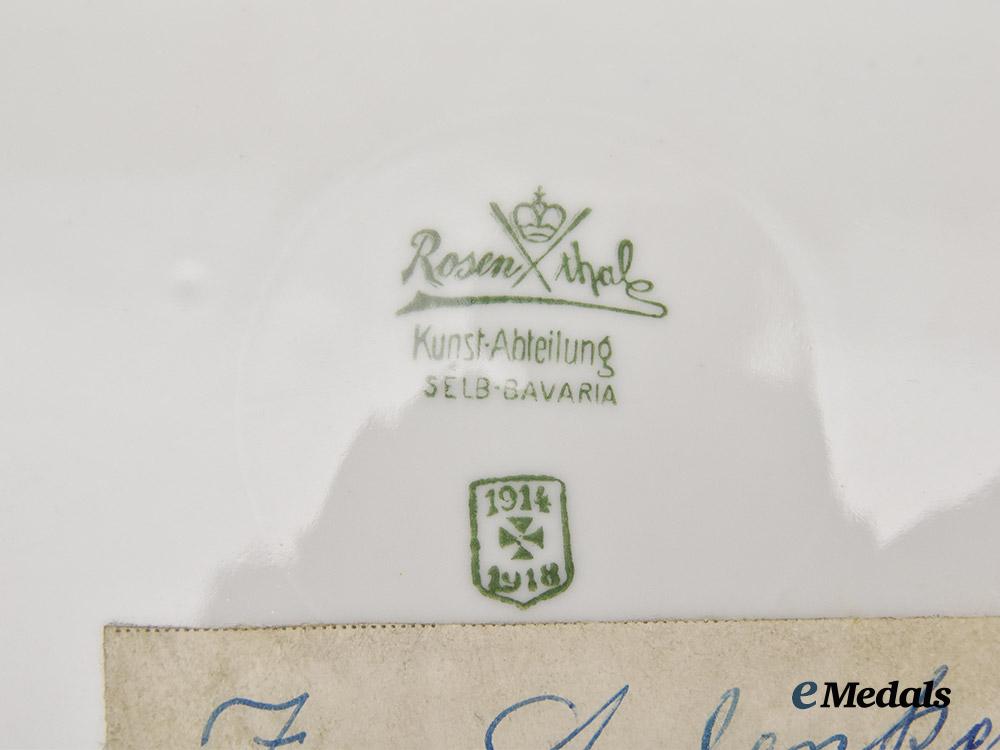 Rosenthal
Kunst-Abteilung
SELB-BAVARIA
1914
1918
eMedals